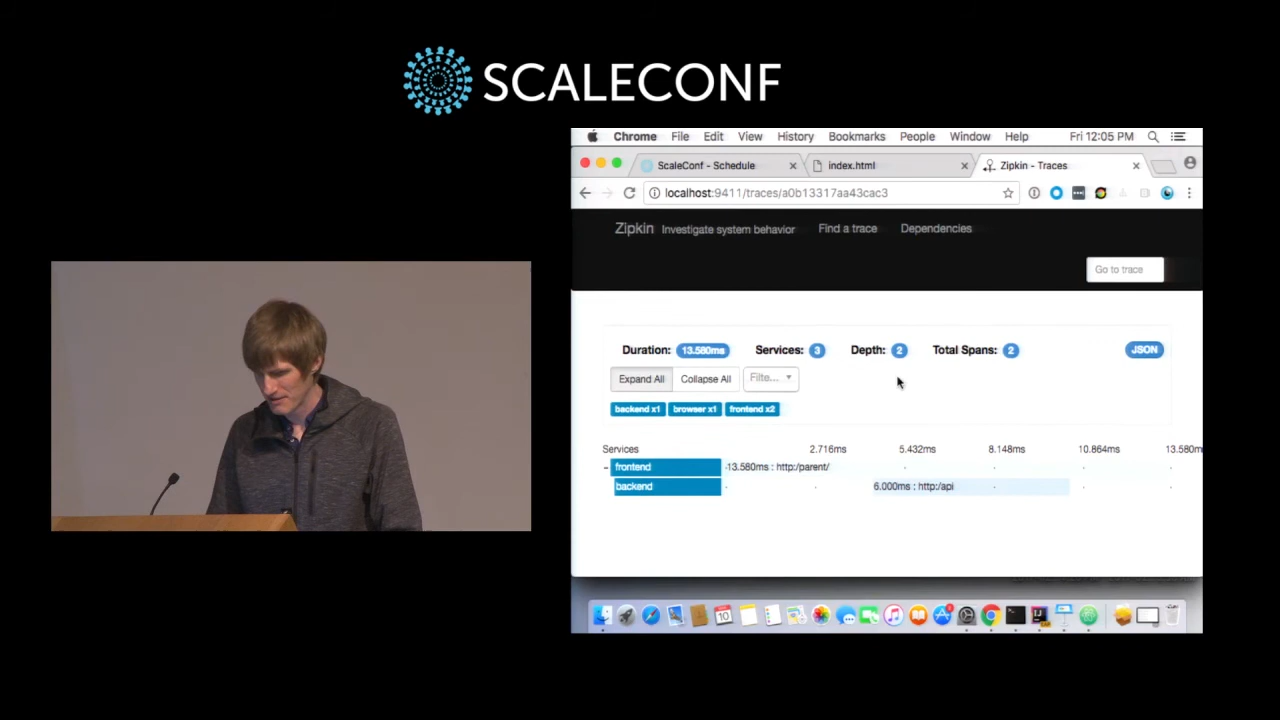 SCALECONF
Chrome File Edit View History Bookmarks People Window Help Fri 12:05 PM
ScaleConf - Schedule index.html Zipkin - Traces
localhost:9411/traces/a0b13317aa43cac3
Zipkin Investigate system behavior Find a trace Dependencies
Go to trace
Duration: 13.580ms Services: 3 Depth: 2 Total Spans: 2 JSON
Expand All Collapse All Filte...
backend x1 browser x1 frontend x2
Services 2.716ms 5.432ms 8.148ms 10.864ms 13.580m
- frontend 13.580ms : http:/parent/
backend 6.000ms : http:/api
10